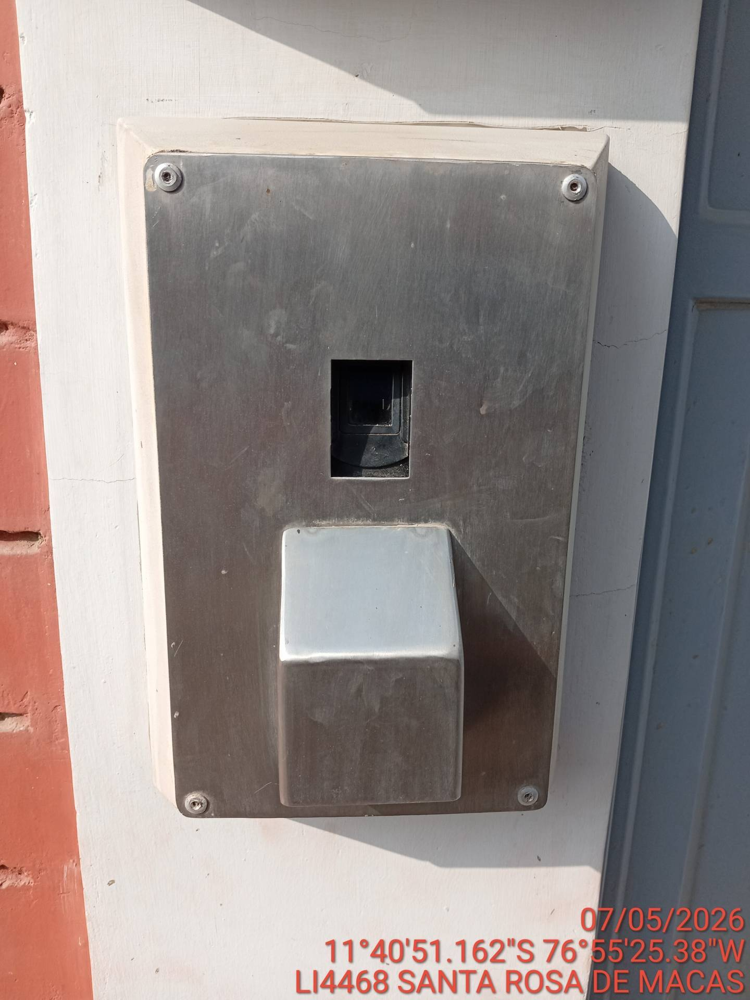 07/05/2026
11°40'51.162"S 76°55'25.38"W
LI4468 SANTA ROSA DE MACAS